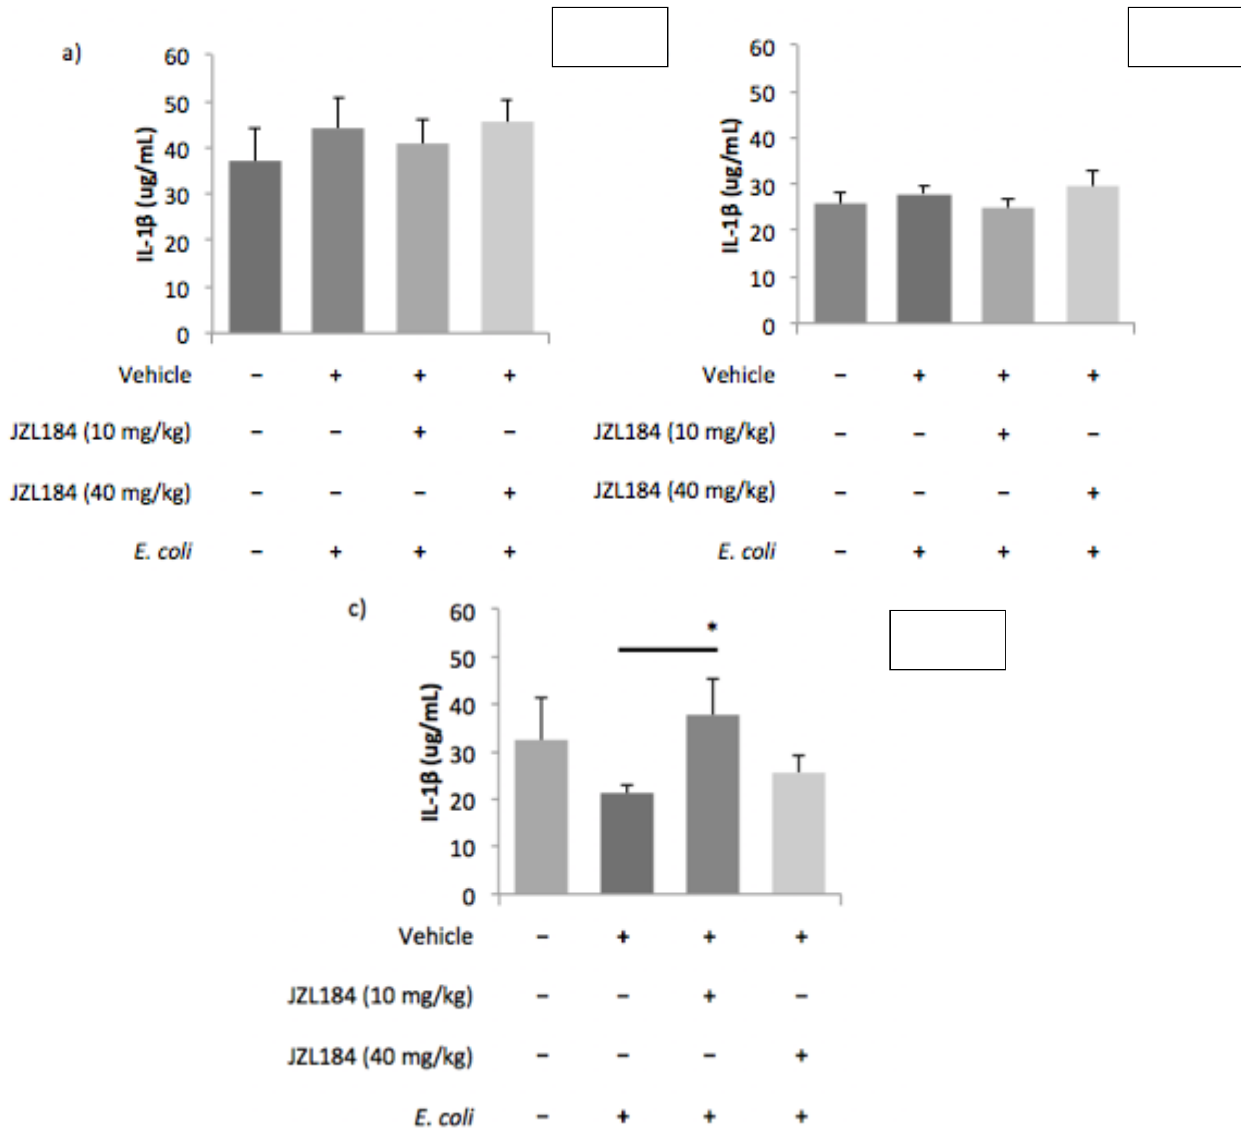 a)
60
50
40
30
20
10
0
IL-1β (ug/mL)
Vehicle – + + +
JZL184 (10 mg/kg) – – + –
JZL184 (40 mg/kg) – – – +
E. coli – + + +
60
50
40
30
20
10
0
IL-1β (ug/mL)
Vehicle – + + +
JZL184 (10 mg/kg) – – + –
JZL184 (40 mg/kg) – – – +
E. coli – + + +
c)
60
50
40
30
20
10
0
IL-1β (ug/mL)
*
Vehicle – + + +
JZL184 (10 mg/kg) – – + –
JZL184 (40 mg/kg) – – – +
E. coli – + + +